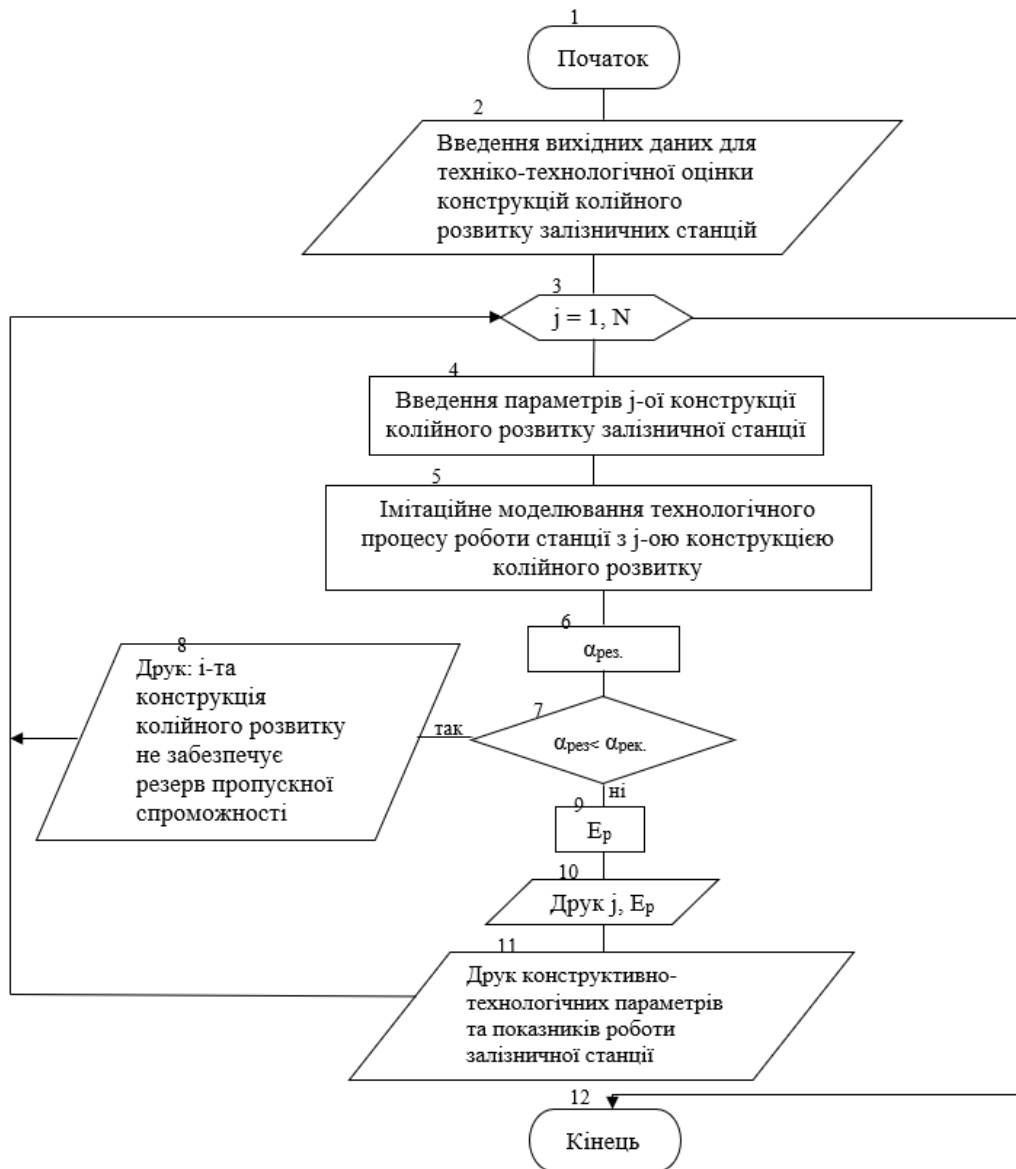 1
Початок
2
Введення вихідних даних для
техніко-технологічної оцінки
конструкцій колійного
розвитку залізничних станцій
3
j = 1, N
4
Введення параметрів j-ої конструкції
колійного розвитку залізничної станції
5
Імітаційне моделювання технологічного
процесу роботи станції з j-ою конструкцією
колійного розвитку
6
αрез.
7
αрез< αрек.
так
ні
8
Друк: і-та
конструкція
колійного розвитку
не забезпечує
резерв пропускної
спроможності
9
Ер
10
Друк j, Ер
11
Друк конструктивно-
технологічних параметрів
та показників роботи
залізничної станції
12
Кінець